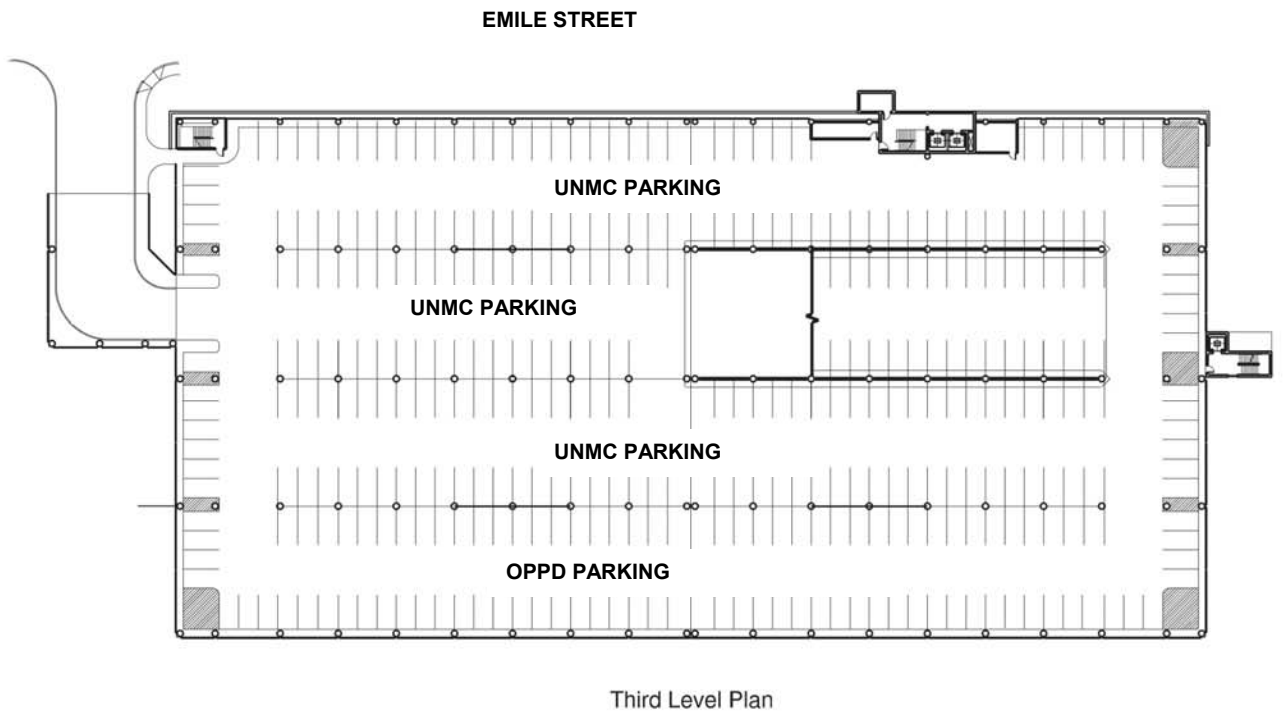 EMILE STREET
UNMC PARKING
UNMC PARKING
UNMC PARKING
OPPD PARKING
Third Level Plan